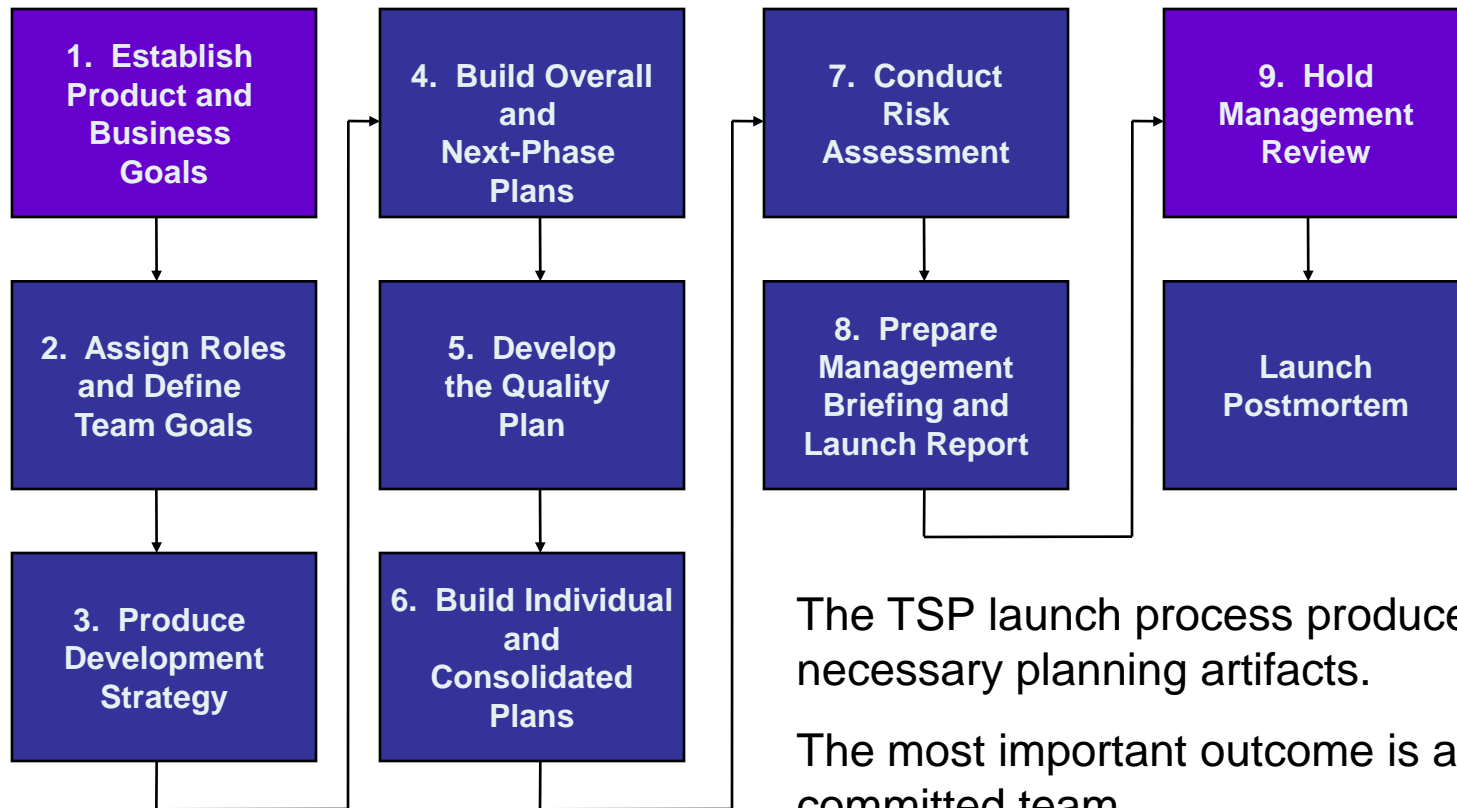 1. Establish
Product and
Business
Goals
2. Assign Roles
and Define
Team Goals
3. Produce
Development
Strategy
4. Build Overall
and
Next-Phase
Plans
5. Develop
the Quality
Plan
6. Build Individual
and
Consolidated
Plans
7. Conduct
Risk
Assessment
8. Prepare
Management
Briefing and
Launch Report
9. Hold
Management
Review
Launch
Postmortem
The TSP launch process produce
necessary planning artifacts.
The most important outcome is a
committed team